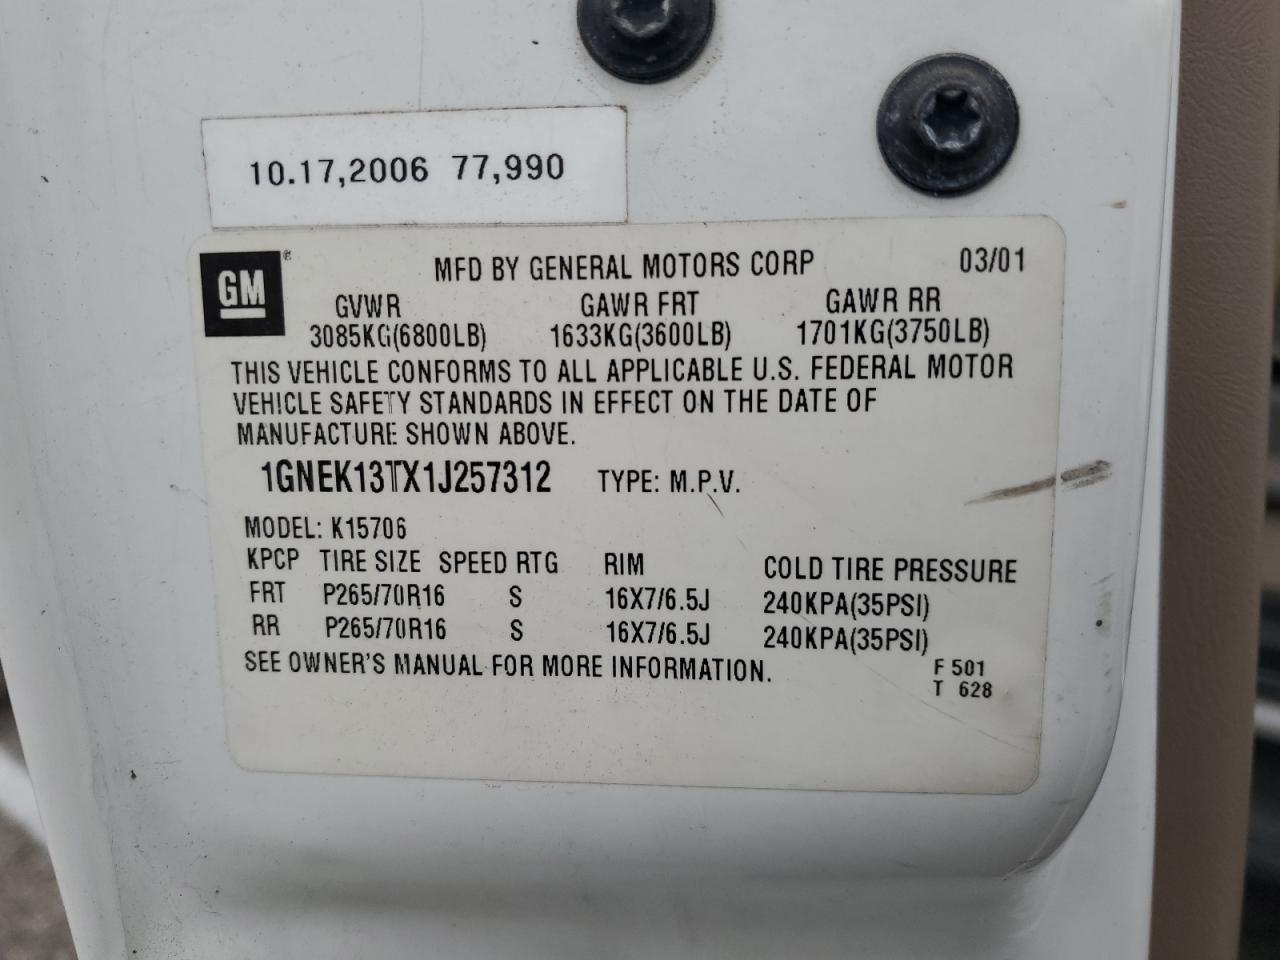 10.17,2006 77,990
GM ®
MFD BY GENERAL MOTORS CORP 03/01
GVWR GAWR FRT GAWR RR
3085KG(6800LB) 1633KG(3600LB) 1701KG(3750LB)
THIS VEHICLE CONFORMS TO ALL APPLICABLE U.S. FEDERAL MOTOR
VEHICLE SAFETY STANDARDS IN EFFECT ON THE DATE OF
MANUFACTURE SHOWN ABOVE.
1GNEK13TX1J257312 TYPE: M.P.V.
MODEL: K15706
KPCP TIRE SIZE SPEED RTG RIM COLD TIRE PRESSURE
FRT P265/70R16 S 16X7/6.5J 240KPA(35PSI)
RR P265/70R16 S 16X7/6.5J 240KPA(35PSI)
SEE OWNER'S MANUAL FOR MORE INFORMATION. F 501
T 628